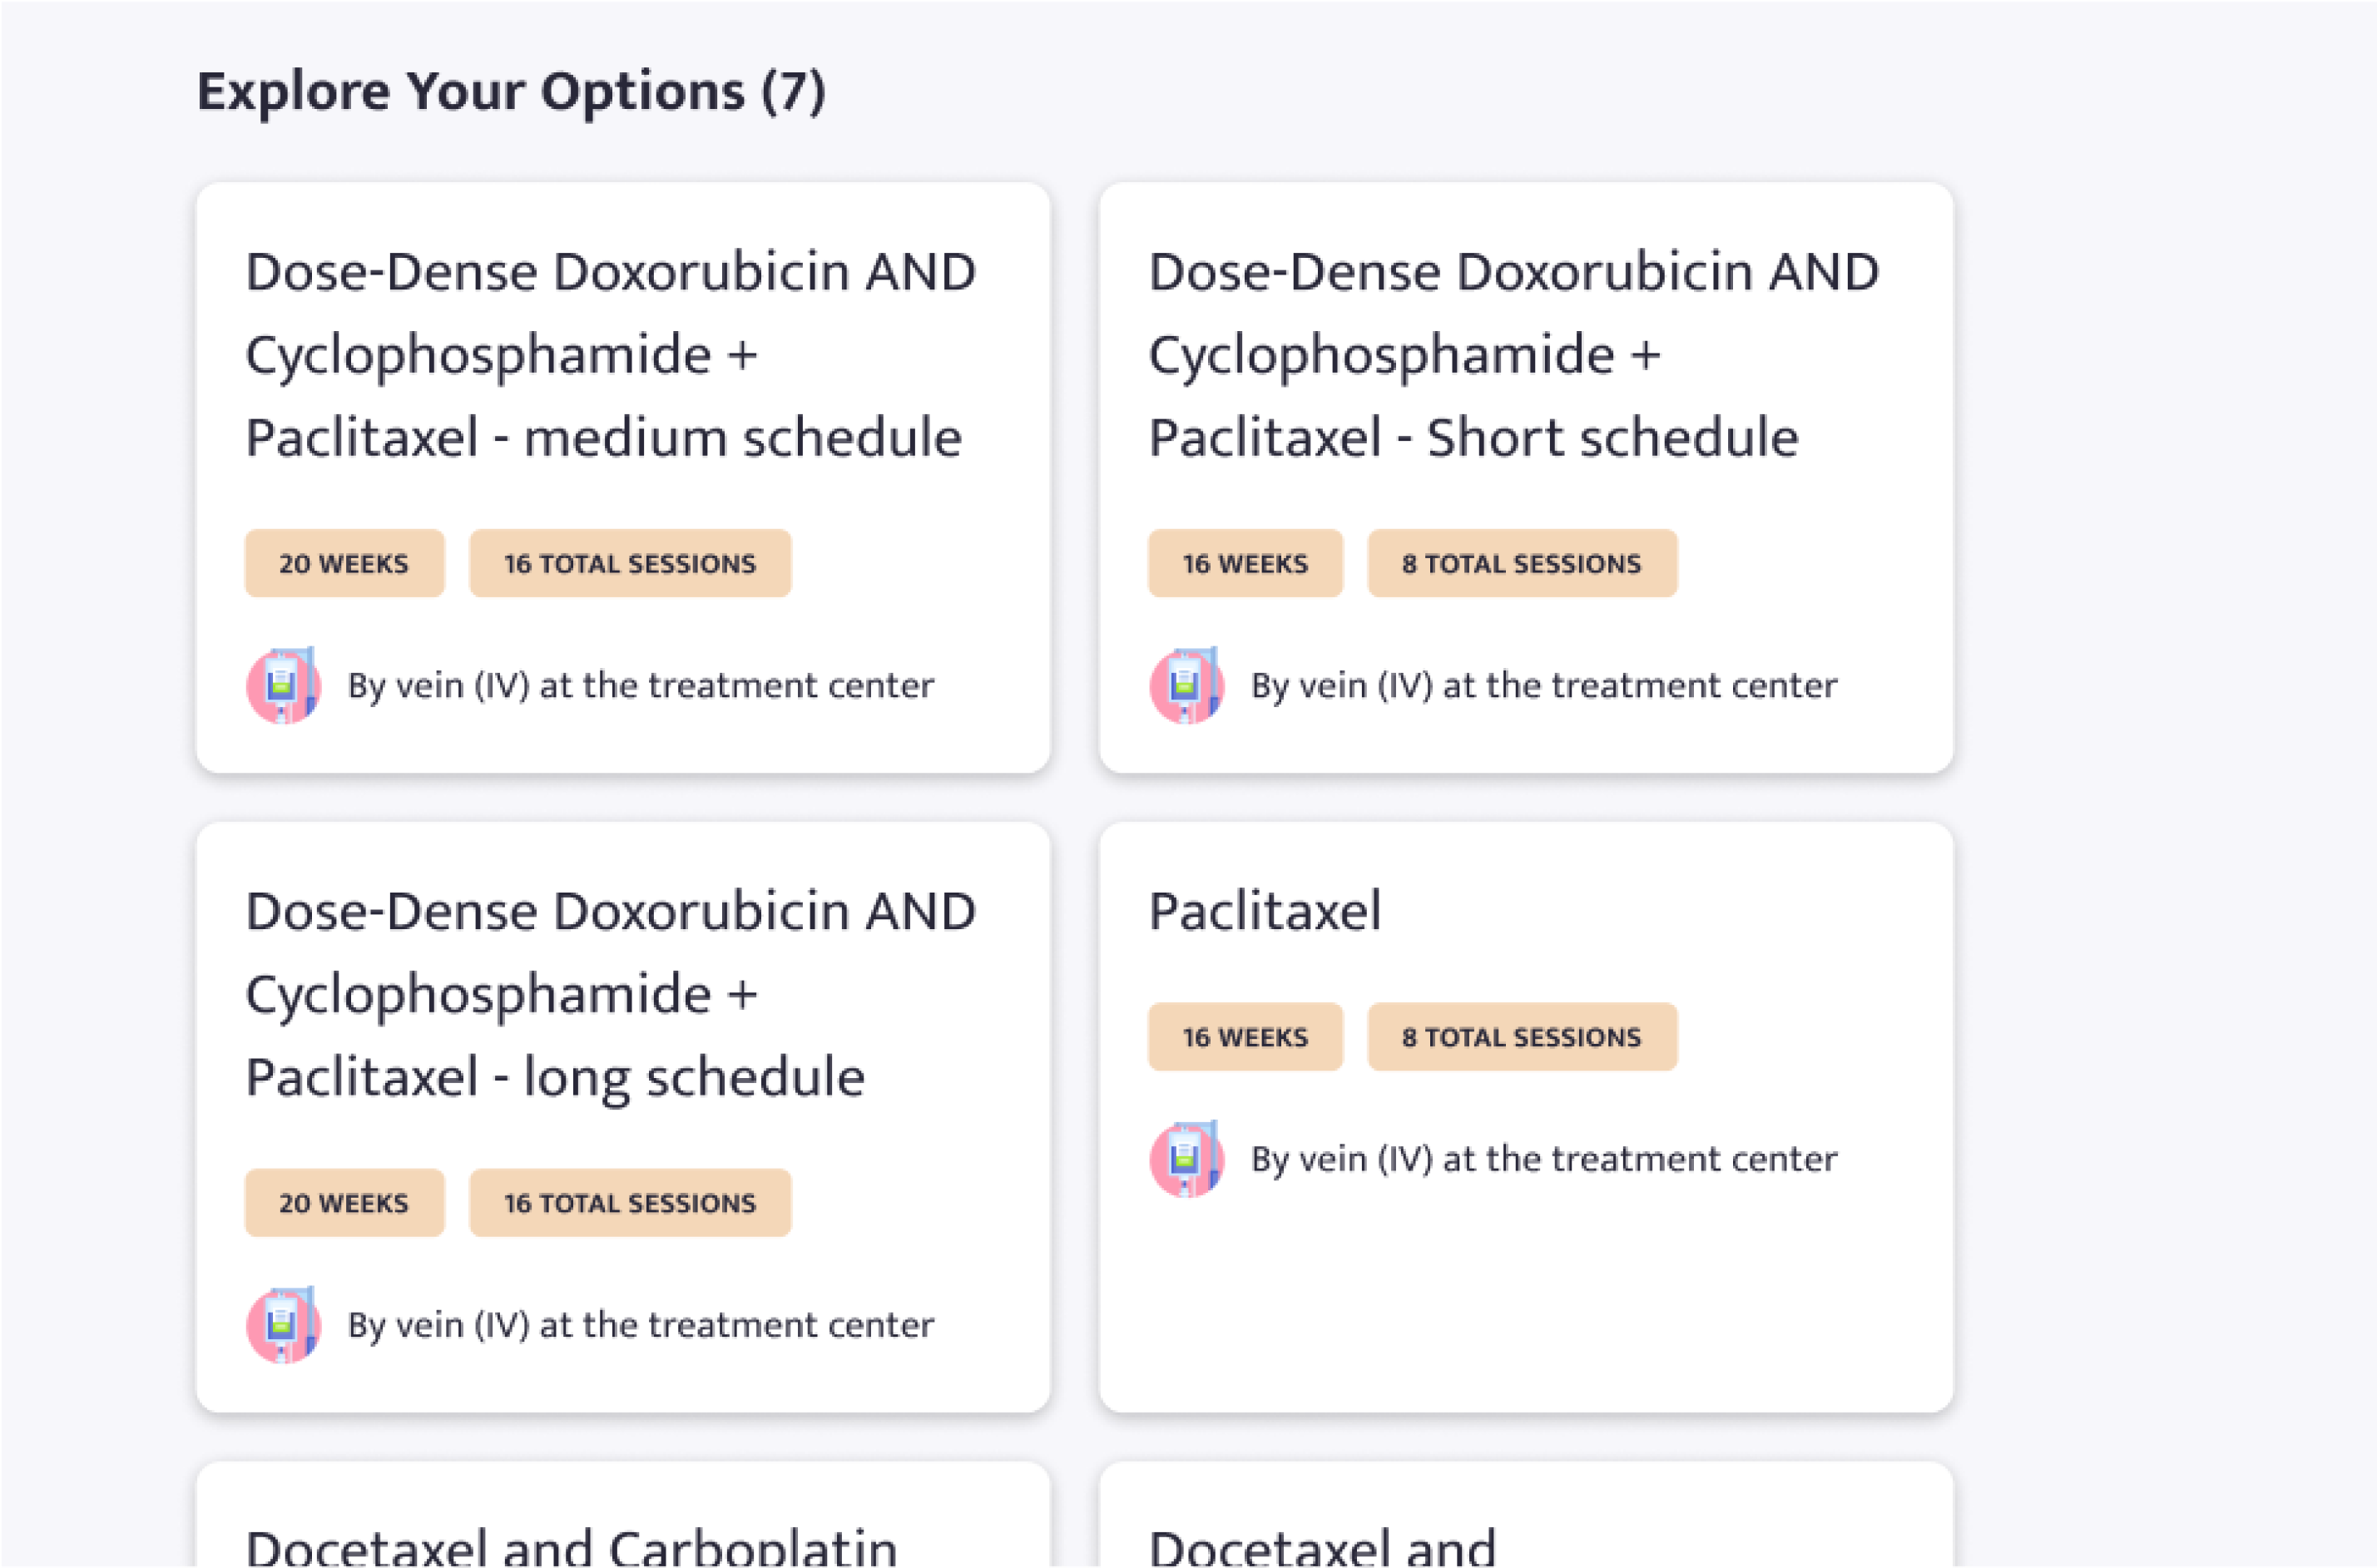 Explore Your Options (7)
Dose-Dense Doxorubicin AND
Cyclophosphamide +
Paclitaxel - medium schedule
20 WEEKS
16 TOTAL SESSIONS
By vein (IV) at the treatment center
Dose-Dense Doxorubicin AND
Cyclophosphamide +
Paclitaxel - Short schedule
16 WEEKS
8 TOTAL SESSIONS
By vein (IV) at the treatment center
Dose-Dense Doxorubicin AND
Cyclophosphamide +
Paclitaxel - long schedule
20 WEEKS
16 TOTAL SESSIONS
By vein (IV) at the treatment center
Paclitaxel
16 WEEKS
8 TOTAL SESSIONS
By vein (IV) at the treatment center
Docetaxel and Carboplatin
Docetaxel and